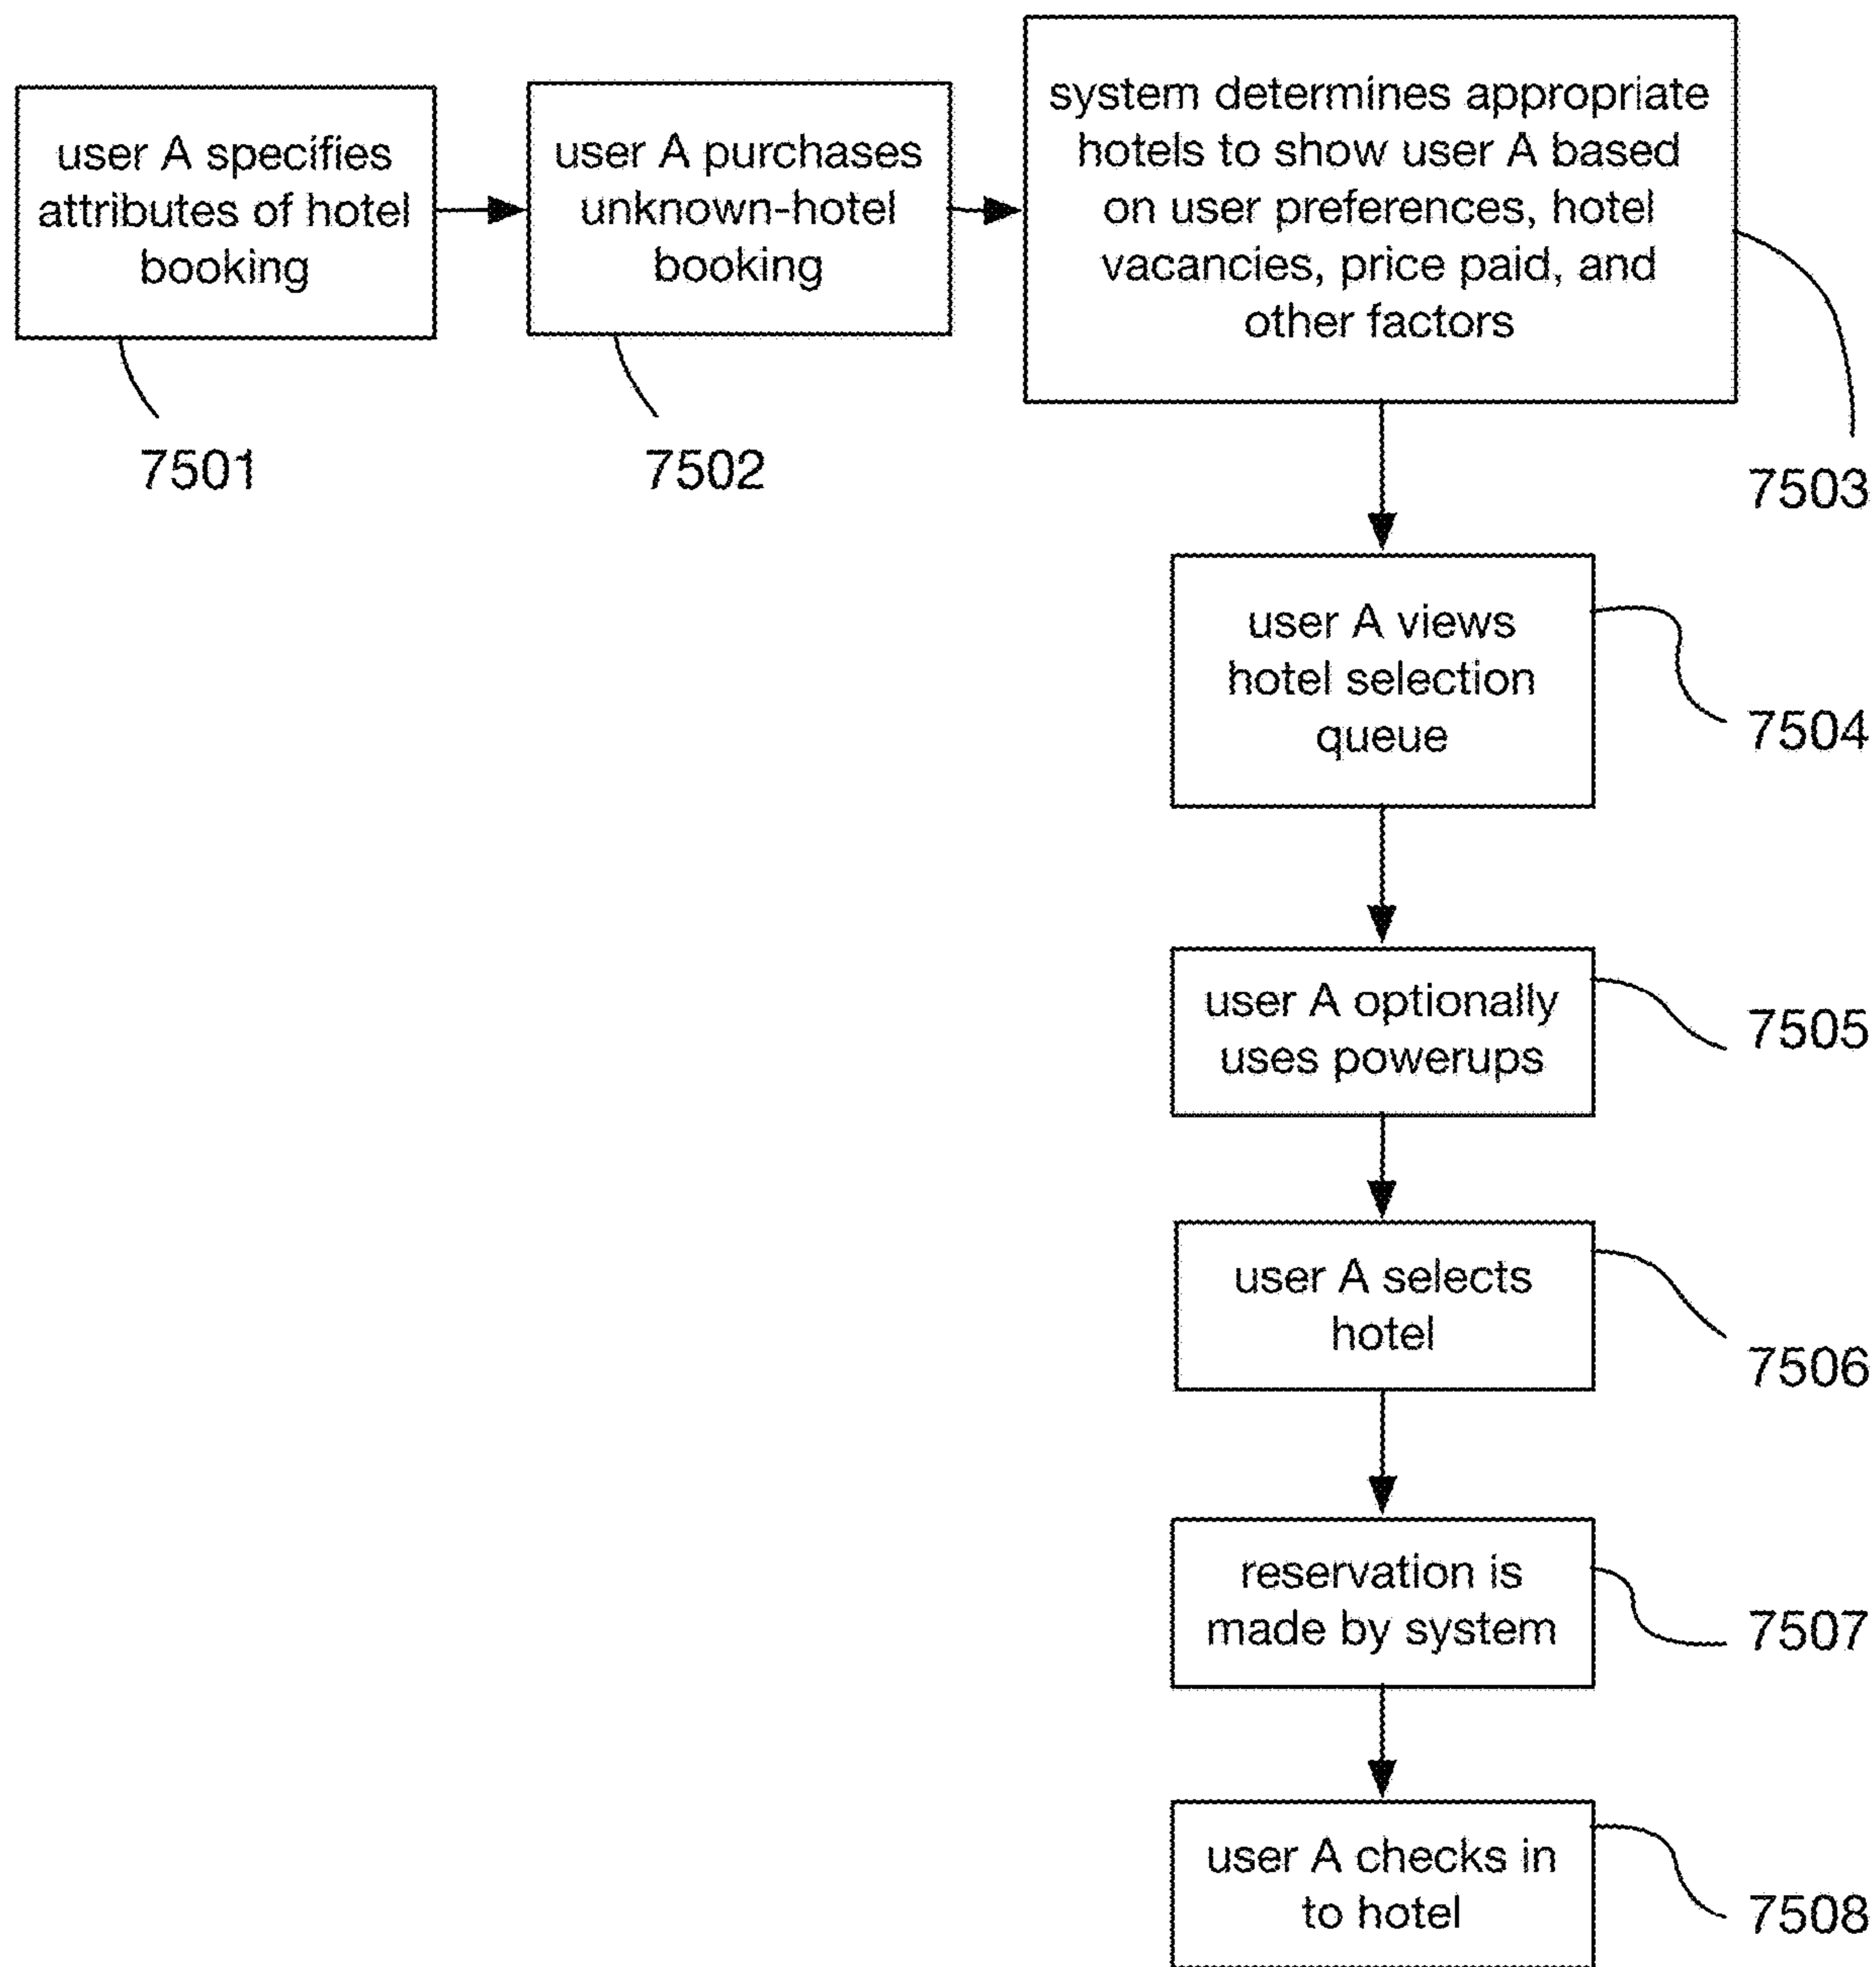 user A specifies
attributes of hotel
booking
7501
user A purchases
unknown-hotel
booking
7502
system determines appropriate
hotels to show user A based
on user preferences, hotel
vacancies, price paid, and
other factors
7503
user A views
hotel selection
queue
7504
user A optionally
uses powerups
7505
user A selects
hotel
7506
reservation is
made by system
7507
user A checks in
to hotel
7508